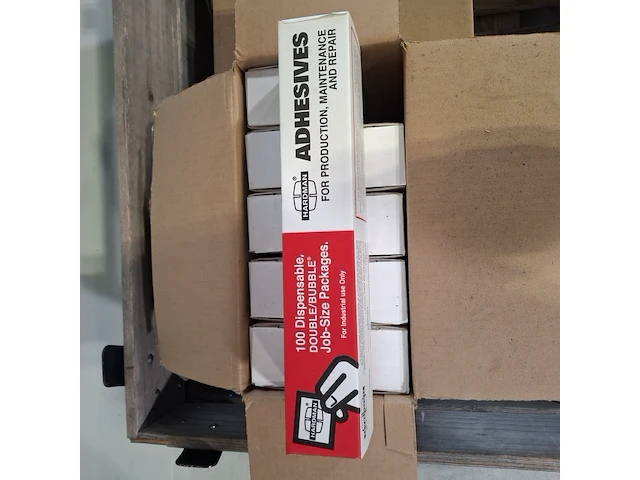 HARDMAN®
ADHESIVES
FOR PRODUCTION, MAINTENANCE
AND REPAIR
100 Dispensable,
DOUBLE/BUBBLE®
Job-Size Packages.
For Industrial use Only
HARDMAN